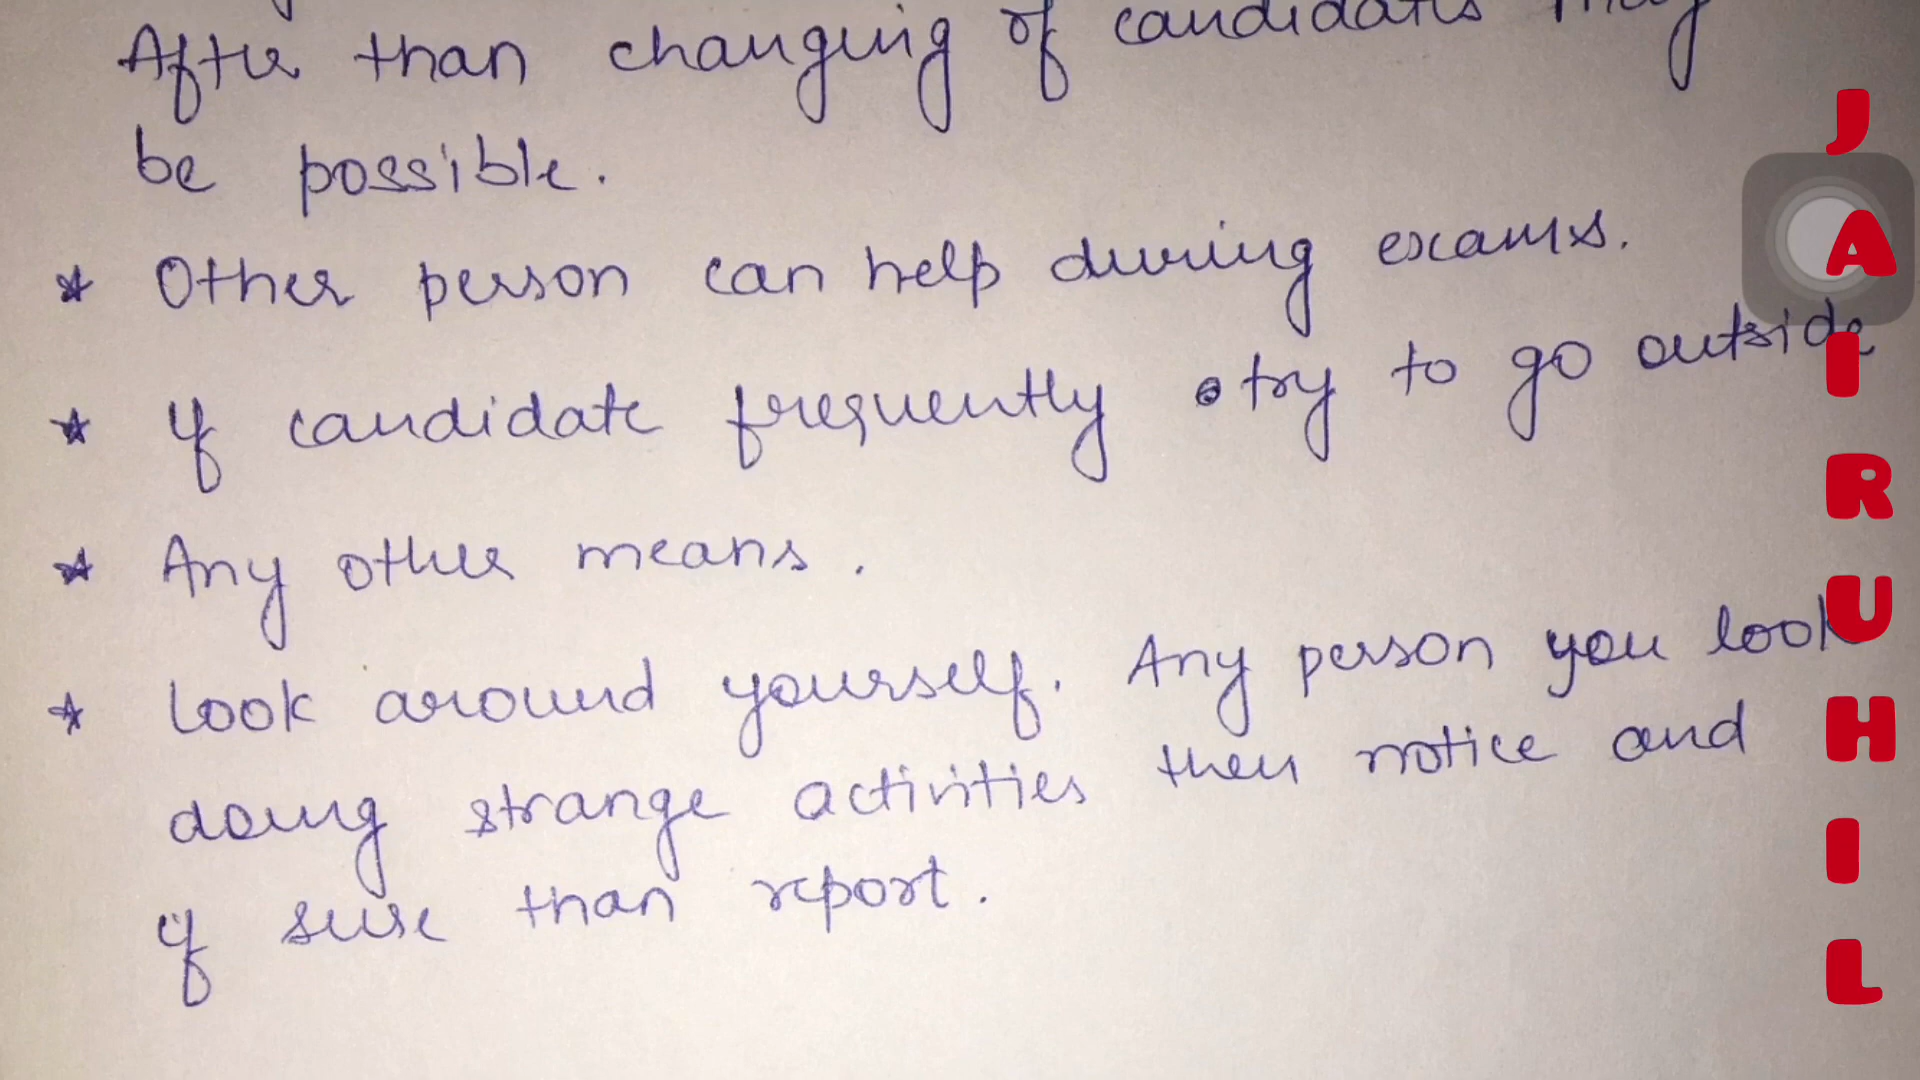 After than changing of candidates may
be possible.
* Other person can help during exams.
* If candidate frequently try to go outside
* Any other means.
* Look around yourself. Any person you look
doing strange activities then notice and
if sure than report.
JAIRUHIL